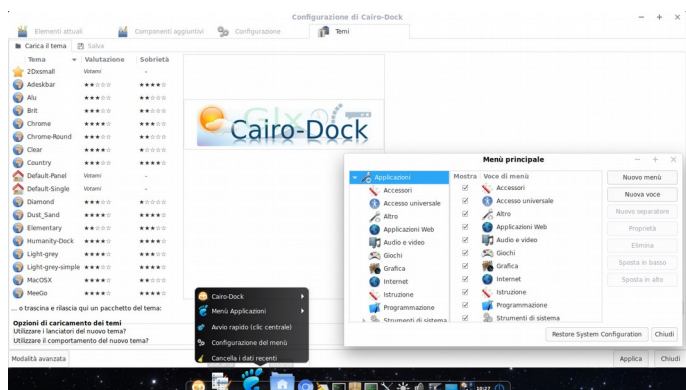 Configurazione di Cairo-Dock
Elementi attuali
Componenti aggiuntivi
Configurazione
Temi
Carica il tema
Salva
Tema Valutazione Sobrietà
2Dxsmall Votami -
Adeskbar ★★☆☆☆ ★★★★☆
Alu ★★★☆☆ ★★☆☆☆
Brit ★★★☆☆ ★★☆☆☆
Chrome ★★★★☆ ★★★☆☆
Chrome-Round ★★★☆☆ ★★☆☆☆
Clear ★★★★☆ ★☆☆☆☆
Country ★★★☆☆ ★★★★☆
Default-Panel Votami -
Default-Single Votami -
Diamond ★★★☆☆ ★☆☆☆☆
Dust_Sand ★★★★☆ ★★★★☆
Elementary ★★☆☆☆ ★★★☆☆
Humanity-Dock ★★★★☆ ★★★★☆
Light-grey ★★★★☆ ★★★★☆
Light-grey-simple ★★★☆☆ ★★★★☆
MacOSX ★★★★☆ ★★☆☆☆
MeeGo ★★★★☆ ★★★★☆
... o trascina e rilascia qui un pacchetto del tema:
Opzioni di caricamento dei temi
Utilizzare i lanciatori del nuovo tema?
Utilizzare il comportamento del nuovo tema?
Modalità avanzata
Cairo-Dock
Cairo-Dock
Menù Applicazioni
Avvio rapido (clic centrale)
Configurazione del menù
Cancella i dati recenti
Menù principale
Applicazioni
Accessori
Accesso universale
Altro
Applicazioni Web
Audio e video
Giochi
Grafica
Internet
Istruzione
Programmazione
Strumenti di sistema
Mostra Voce di menù
Accessori
Accesso universale
Altro
Applicazioni Web
Audio e video
Giochi
Grafica
Internet
Istruzione
Programmazione
Strumenti di sistema
Nuovo menù
Nuova voce
Nuovo separatore
Proprietà
Elimina
Sposta in basso
Sposta in alto
Restore System Configuration
Chiudi
Applica
Chiudi
10:27